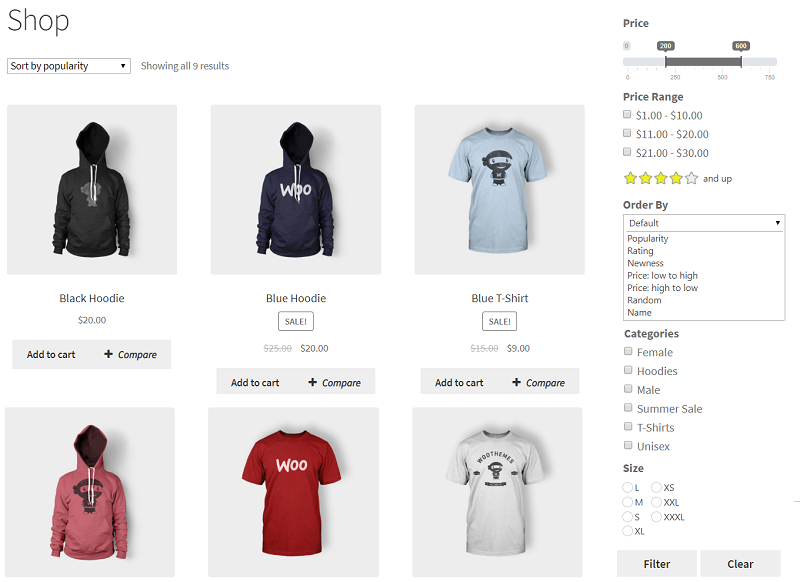 Shop
Sort by popularity
Showing all 9 results
WOO
Black Hoodie
Blue Hoodie
Blue T-Shirt
$20.00
SALE!
SALE!
$25.00 $20.00
$15.00 $9.00
Add to cart + Compare
Add to cart + Compare
Add to cart + Compare
WOO
WOOTHEMES
Price
0 200 600
0 250 500 750
Price Range
$1.00 - $10.00
$11.00 - $20.00
$21.00 - $30.00
and up
Order By
Default
Popularity
Rating
Newness
Price: low to high
Price: high to low
Random
Name
Categories
Female
Hoodies
Male
Summer Sale
T-Shirts
Unisex
Size
L XS
M XXL
S XXXL
XL
Filter Clear